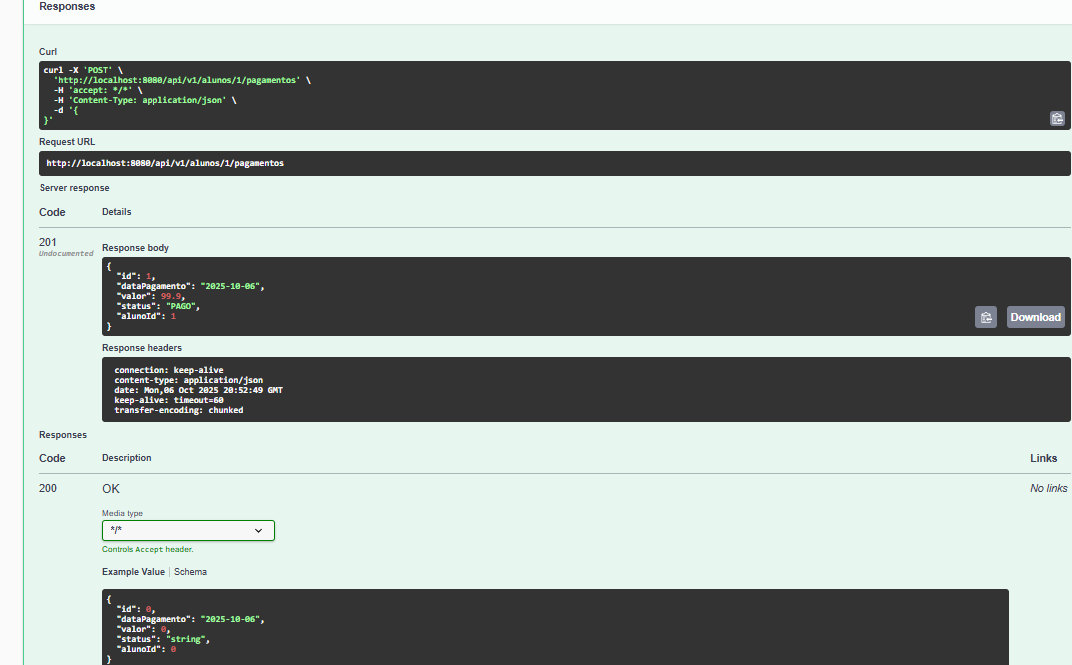 Responses
Curl
curl -X 'POST' \
'http://localhost:8080/api/v1/alunos/1/pagamentos' \
-H 'accept: */*' \
-H 'Content-Type: application/json' \
-d '{
}'
Request URL
http://localhost:8080/api/v1/alunos/1/pagamentos
Server response
Code Details
201
Undocumented
Response body
{
"id": 1,
"dataPagamento": "2025-10-06",
"valor": 99.9,
"status": "PAGO",
"alunoId": 1
}
Download
Response headers
connection: keep-alive
content-type: application/json
date: Mon,06 Oct 2025 20:52:49 GMT
keep-alive: timeout=60
transfer-encoding: chunked
Responses
Code Description Links
200 OK No links
Media type
*/*
Controls Accept header.
Example Value Schema
{
"id": 0,
"dataPagamento": "2025-10-06",
"valor": 0,
"status": "string",
"alunoId": 0
}